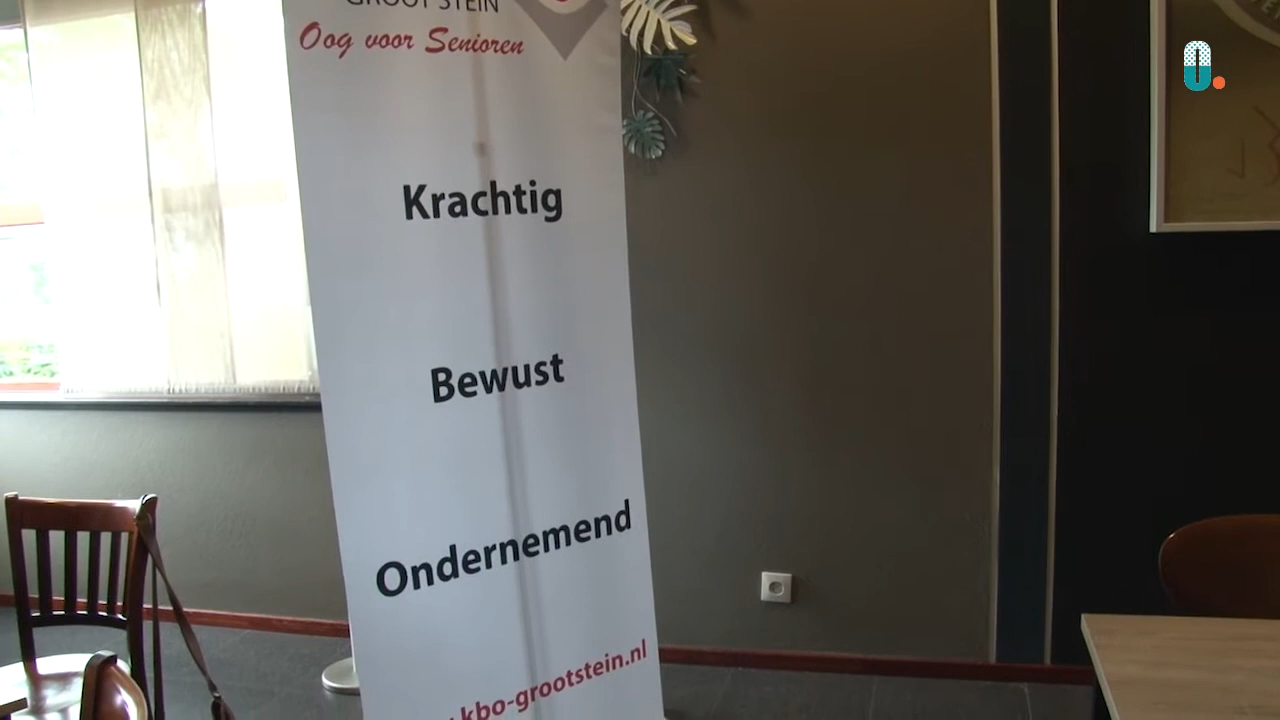 GROOT STEIN
Oog voor Senioren
Krachtig
Bewust
Ondernemend
kbo-grootstein.nl